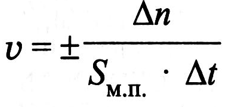 υ = ± Δn / (S м.п. · Δt)